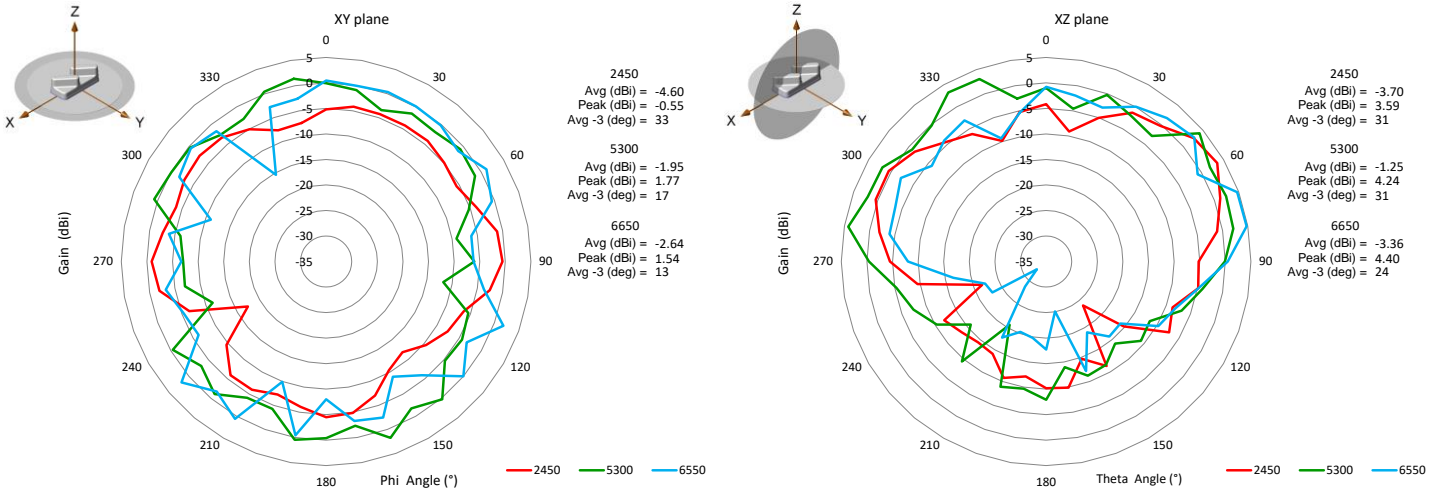 XY plane
Z
X
Y
0
30
60
90
120
150
180
210
240
270
300
330
5
0
-5
-10
-15
-20
-25
-30
-35
Gain (dBi)
Phi Angle (°)
2450
Avg (dBi) = -4.60
Peak (dBi) = -0.55
Avg -3 (deg) = 33
5300
Avg (dBi) = -1.95
Peak (dBi) = 1.77
Avg -3 (deg) = 17
6650
Avg (dBi) = -2.64
Peak (dBi) = 1.54
Avg -3 (deg) = 13
2450 5300 6550
XZ plane
Z
X
Y
0
30
60
90
120
150
180
210
240
270
300
330
5
0
-5
-10
-15
-20
-25
-30
-35
Gain (dBi)
Theta Angle (°)
2450
Avg (dBi) = -3.70
Peak (dBi) = 3.59
Avg -3 (deg) = 31
5300
Avg (dBi) = -1.25
Peak (dBi) = 4.24
Avg -3 (deg) = 31
6650
Avg (dBi) = -3.36
Peak (dBi) = 4.40
Avg -3 (deg) = 24
2450 5300 6550